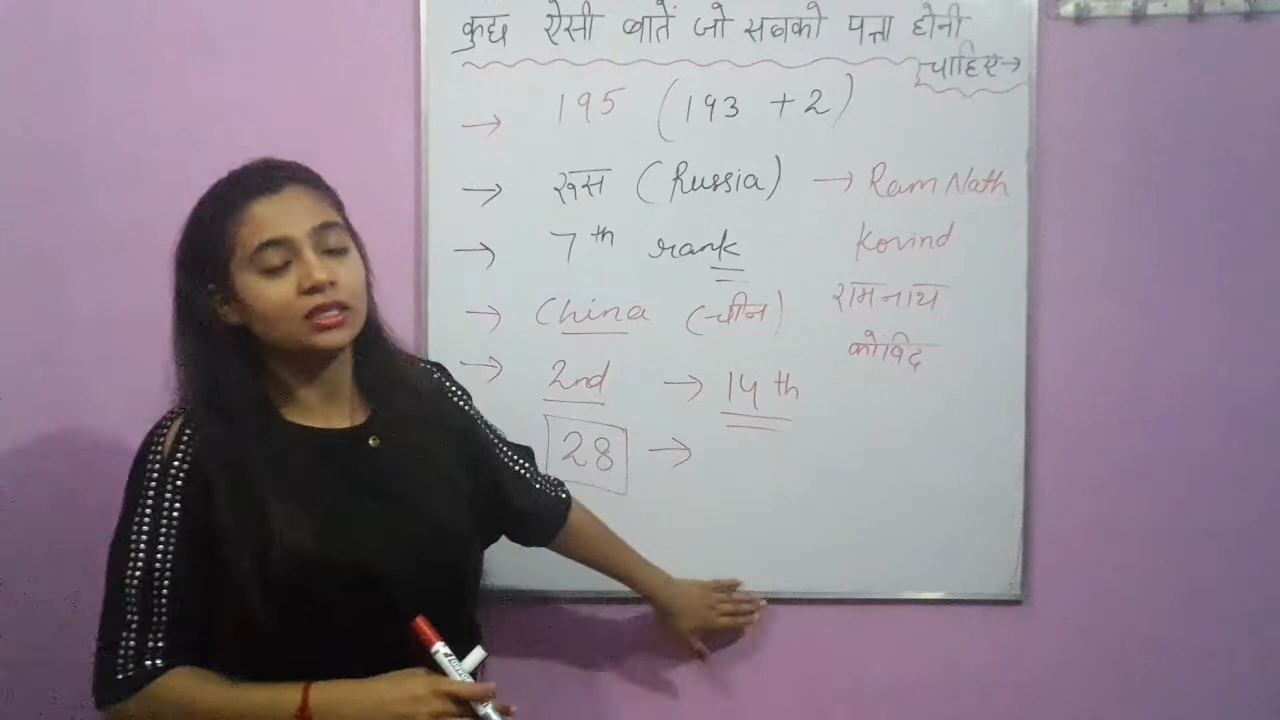 कुछ ऐसी बातें जो सबको पता होनी
चाहिए→
→ 195 (193 + 2)
→ रूस (Russia) → Ram Nath
→ 7th rank Kovind
→ China (चीन) रामनाथ
कोविंद
→ 2nd → 14th
28 →